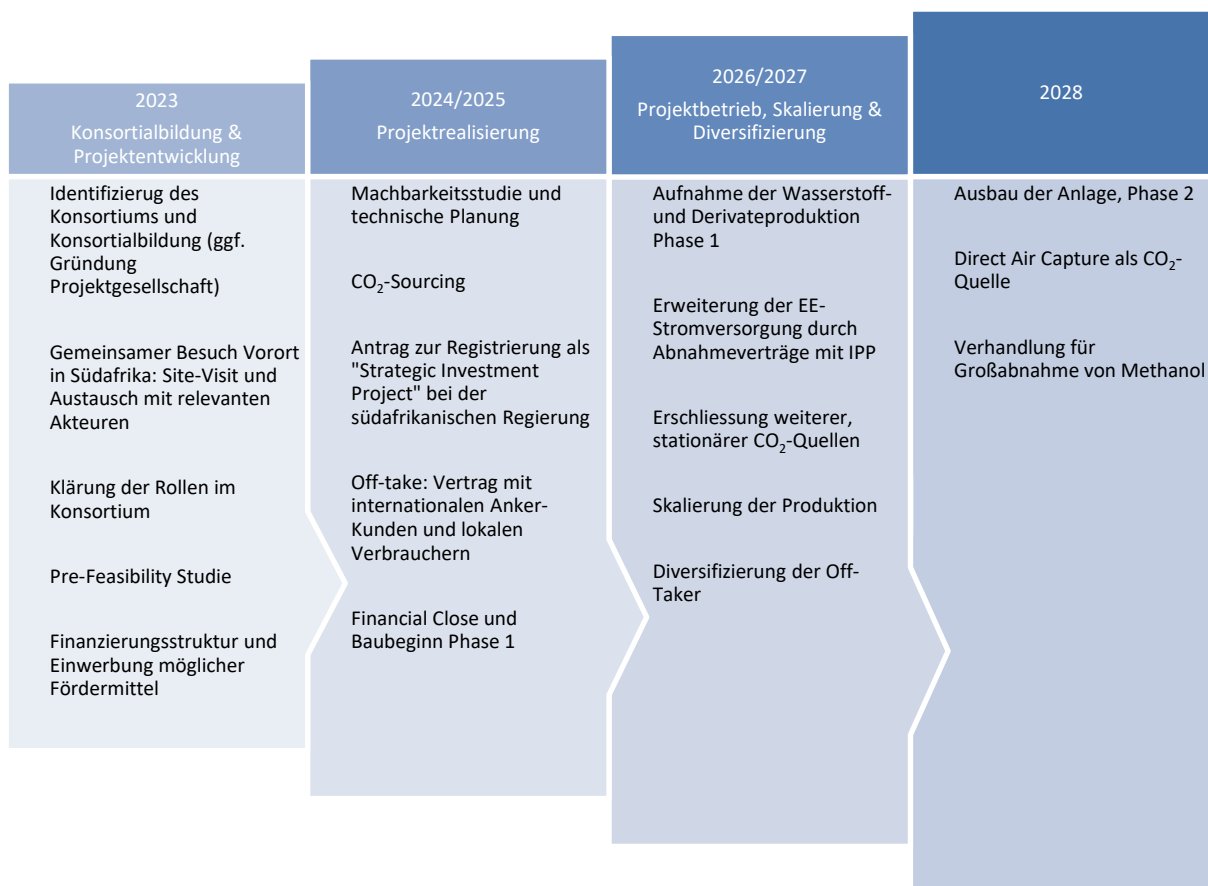 2023
Konsortialbildung &
Projektentwicklung
Identifizierug des
Konsortiums und
Konsortialbildung (ggf.
Gründung
Projektgesellschaft)
Gemeinsamer Besuch Vorort
in Südafrika: Site-Visit und
Austausch mit relevanten
Akteuren
Klärung der Rollen im
Konsortium
Pre-Feasibility Studie
Finanzierungsstruktur und
Einwerbung möglicher
Fördermittel
2024/2025
Projektrealisierung
Machbarkeitsstudie und
technische Planung
CO₂-Sourcing
Antrag zur Registrierung als
"Strategic Investment
Project" bei der
südafrikanischen Regierung
Off-take: Vertrag mit
internationalen Anker-
Kunden und lokalen
Verbrauchern
Financial Close und
Baubeginn Phase 1
2026/2027
Projektbetrieb, Skalierung &
Diversifizierung
Aufnahme der Wasserstoff-
und Derivateproduktion
Phase 1
Erweiterung der EE-
Stromversorgung durch
Abnahmeverträge mit IPP
Erschliessung weiterer,
stationärer CO₂-Quellen
Skalierung der Produktion
Diversifizierung der Off-
Taker
2028
Ausbau der Anlage, Phase 2
Direct Air Capture als CO₂-
Quelle
Verhandlung für
Großabnahme von Methanol